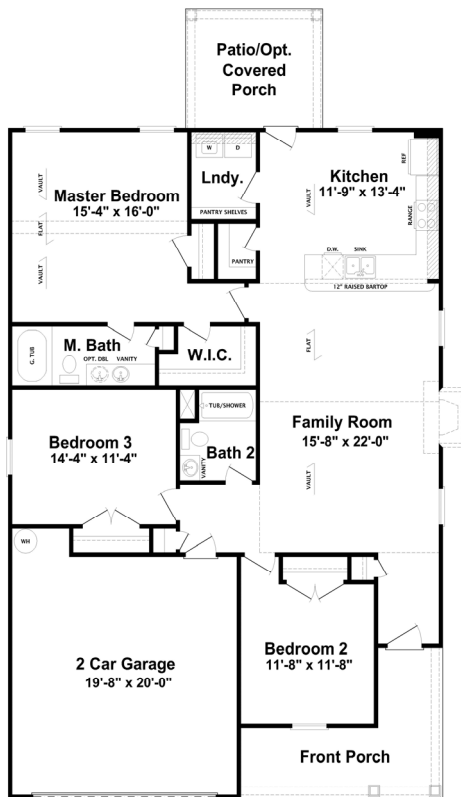 Patio/Opt.
Covered
Porch
W
D
Lndy.
PANTRY SHELVES
Kitchen
11'-9" x 13'-4"
REF
RANGE
VAULT
Master Bedroom
15'-4" x 16'-0"
VAULT
FLAT
VAULT
PANTRY
D.W.
SINK
12" RAISED BARTOP
M. Bath
OPT. DBL VANITY
G. TUB
W.I.C.
FLAT
TUB/SHOWER
Bedroom 3
14'-4" x 11'-4"
Bath 2
VANITY
Family Room
15'-8" x 22'-0"
VAULT
WH
2 Car Garage
19'-8" x 20'-0"
Bedroom 2
11'-8" x 11'-8"
Front Porch